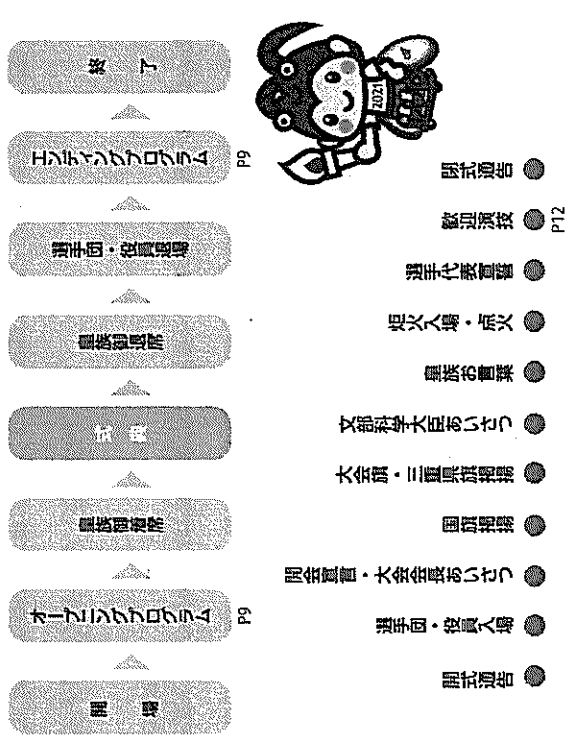 開場
オープニングプログラム
P9
皇族御着席
式典
皇族御退席
選手団・役員退場
エンディングプログラム
P9
終了
開式通告
選手団・役員入場
開会宣言・大会会長あいさつ
国旗掲揚
大会旗・三重県旗掲揚
文部科学大臣あいさつ
皇族お言葉
炬火入場・点火
選手代表宣誓
歓迎演技
P12
閉式通告
2021